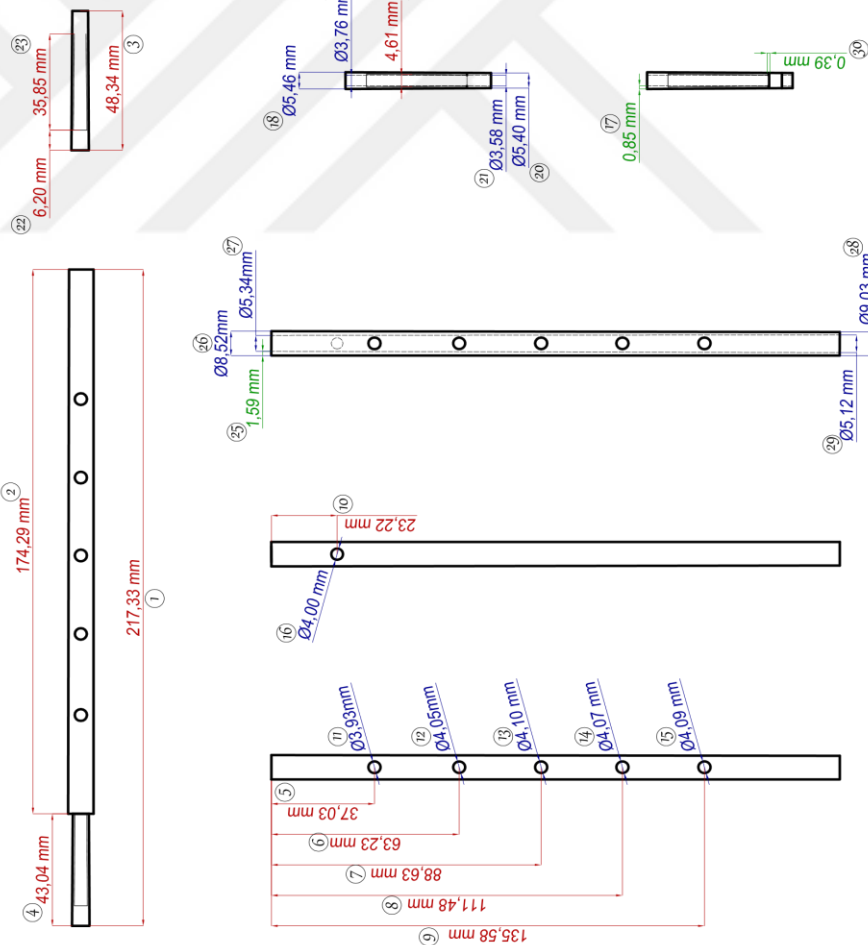 23
35,85 mm
48,34 mm
3
22
6,20 mm
Ø3,76 mm
4,61 mm
18
Ø5,46 mm
21
Ø3,58 mm
Ø5,40 mm
20
17
0,85 mm
0,39 mm
30
2
174,29 mm
217,33 mm
1
4
43,04 mm
27
Ø5,34mm
26
Ø8,52mm
25
1,59 mm
28
Ø9,03 mm
29
Ø5,12 mm
10
23,22 mm
16
Ø4,00 mm
11
Ø3,93mm
12
Ø4,05mm
13
Ø4,10 mm
14
Ø4,07 mm
15
Ø4,09 mm
5
37,03 mm
6
63,23 mm
7
88,63 mm
8
111,48 mm
9
135,58 mm